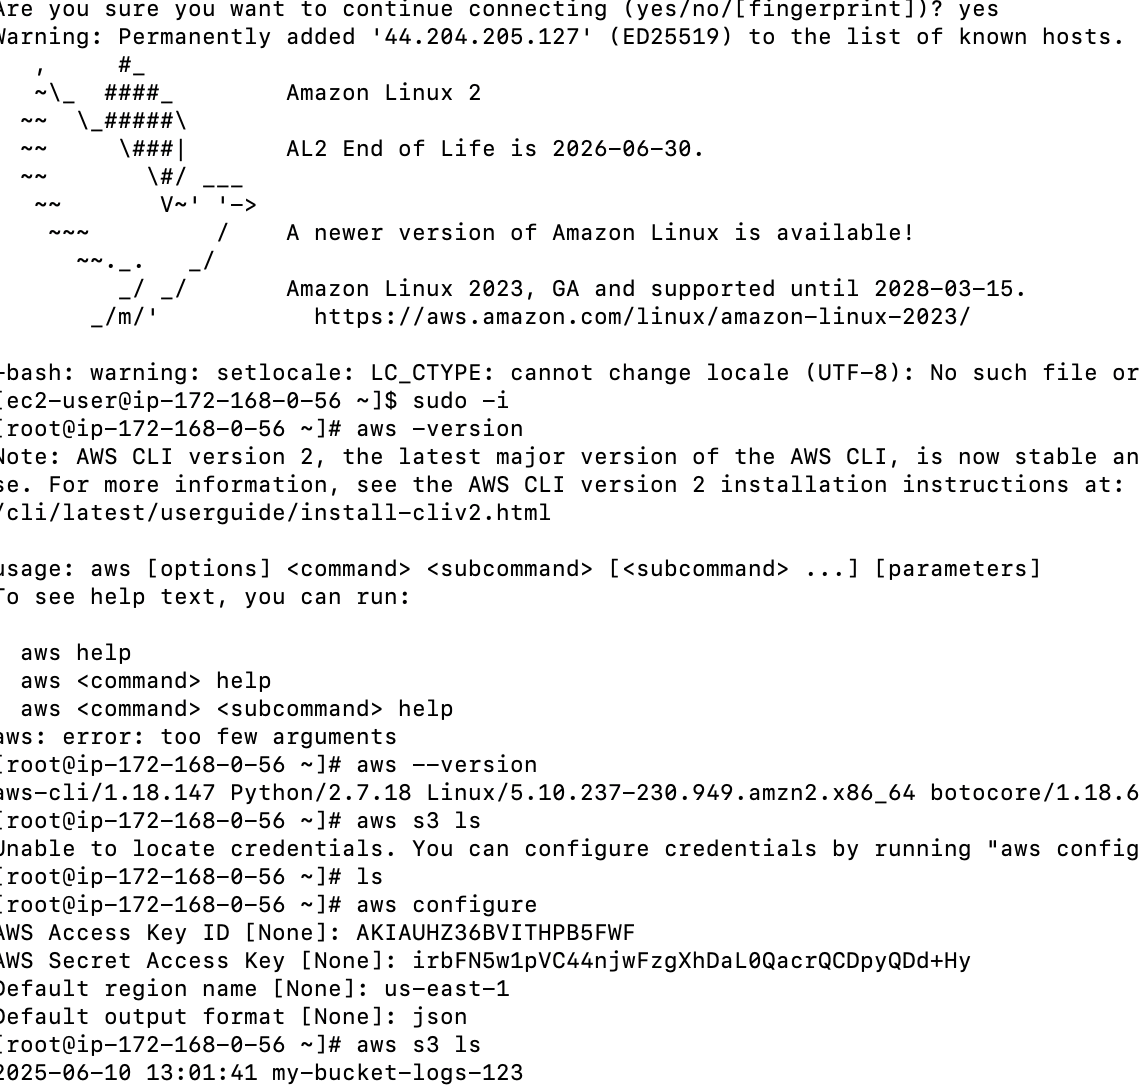 Are you sure you want to continue connecting (yes/no/[fingerprint])? yes
Warning: Permanently added '44.204.205.127' (ED25519) to the list of known hosts.
   ,     #_
   ~\_  ####_        Amazon Linux 2
  ~~  \_#####\
  ~~     \###|       AL2 End of Life is 2026-06-30.
  ~~       \#/ ___
   ~~       V~' '->
    ~~~         /    A newer version of Amazon Linux is available!
      ~~._.   _/
         _/ _/       Amazon Linux 2023, GA and supported until 2028-03-15.
       _/m/'           https://aws.amazon.com/linux/amazon-linux-2023/
-bash: warning: setlocale: LC_CTYPE: cannot change locale (UTF-8): No such file or
[ec2-user@ip-172-168-0-56 ~]$ sudo -i
[root@ip-172-168-0-56 ~]# aws -version
Note: AWS CLI version 2, the latest major version of the AWS CLI, is now stable an
se. For more information, see the AWS CLI version 2 installation instructions at:
/cli/latest/userguide/install-cliv2.html
usage: aws [options] <command> <subcommand> [<subcommand> ...] [parameters]
To see help text, you can run:
  aws help
  aws <command> help
  aws <command> <subcommand> help
aws: error: too few arguments
[root@ip-172-168-0-56 ~]# aws --version
aws-cli/1.18.147 Python/2.7.18 Linux/5.10.237-230.949.amzn2.x86_64 botocore/1.18.6
[root@ip-172-168-0-56 ~]# aws s3 ls
Unable to locate credentials. You can configure credentials by running "aws config
[root@ip-172-168-0-56 ~]# ls
[root@ip-172-168-0-56 ~]# aws configure
AWS Access Key ID [None]: AKIAUHZ36BVITHPB5FWF
AWS Secret Access Key [None]: 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
Default region name [None]: us-east-1
Default output format [None]: json
[root@ip-172-168-0-56 ~]# aws s3 ls
2025-06-10 13:01:41 my-bucket-logs-123